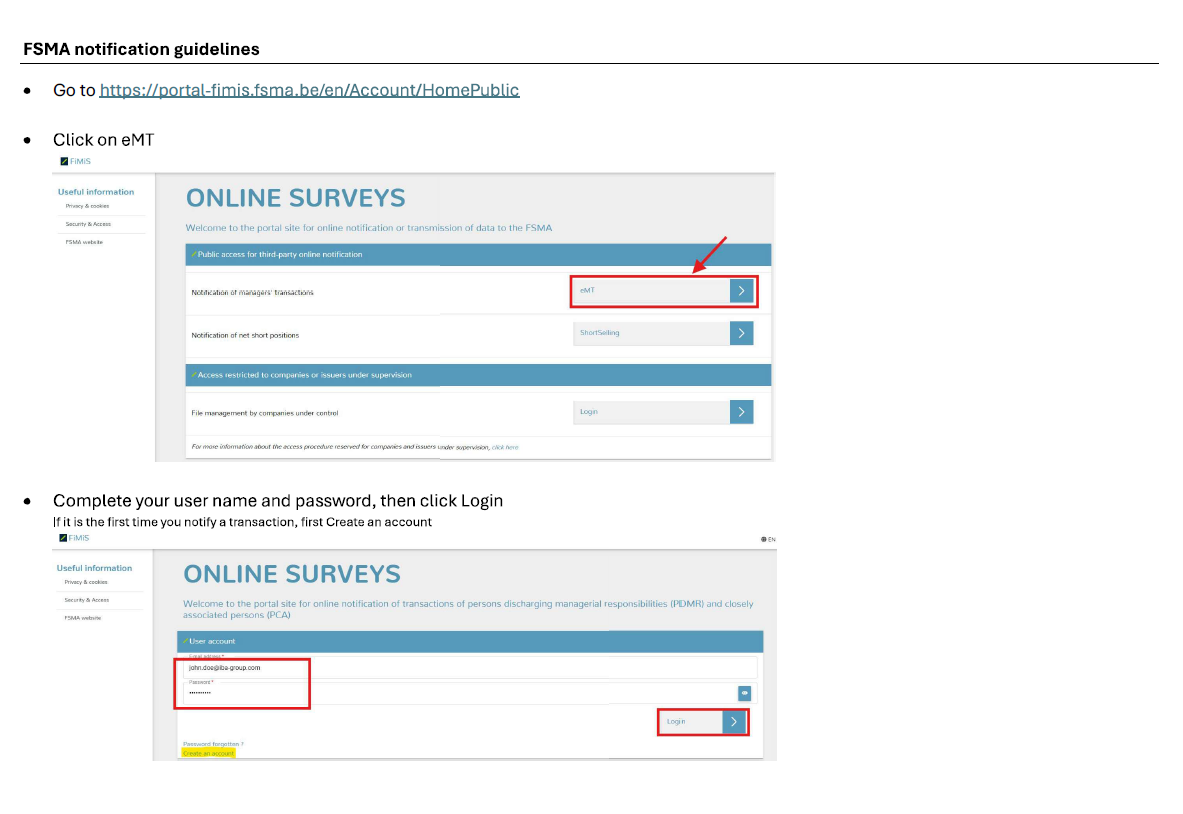 FSMA notification guidelines
• Go to https://portal-fimis.fsma.be/en/Account/HomePublic
• Click on eMT
FiMiS
Useful information
Privacy & cookies
Security & Access
FSMA website
ONLINE SURVEYS
Welcome to the portal site for online notification or transmission of data to the FSMA
Public access for third-party online notification
Notification of managers' transactions
eMT
Notification of net short positions
ShortSelling
Access restricted to companies or issuers under supervision
File management by companies under control
Login
For more information about the access procedure reserved for companies and issuers under supervision, click here
• Complete your user name and password, then click Login
If it is the first time you notify a transaction, first Create an account
FiMiS
EN
Useful information
Privacy & cookies
Security & Access
FSMA website
ONLINE SURVEYS
Welcome to the portal site for online notification of transactions of persons discharging managerial responsibilities (PDMR) and closely
associated persons (PCA)
User account
E-mail address *
john.doe@iba-group.com
Password *
••••••••••
Login
Password forgotten ?
Create an account